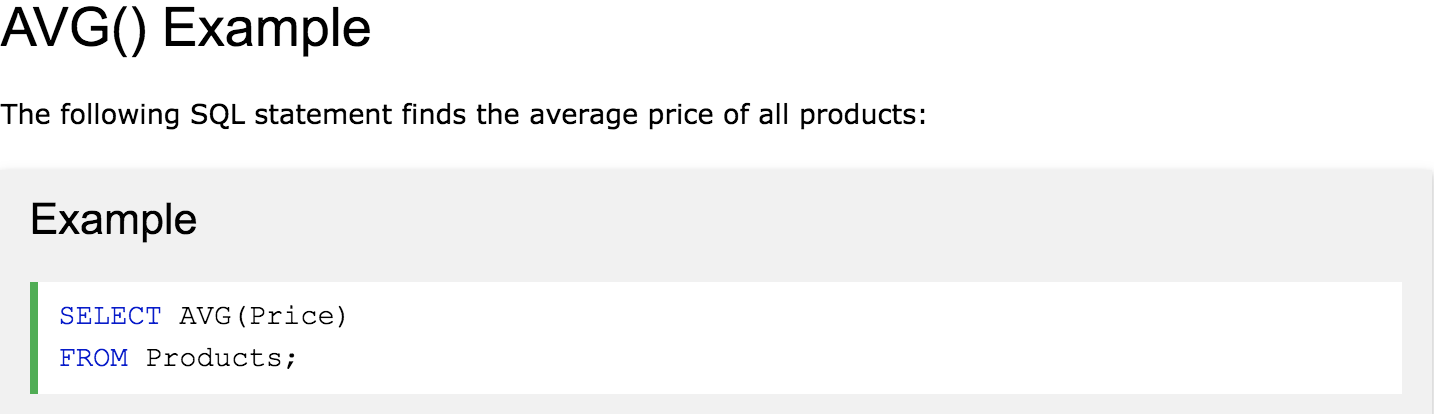 AVG() Example
The following SQL statement finds the average price of all products:
Example
SELECT AVG(Price)
FROM Products;